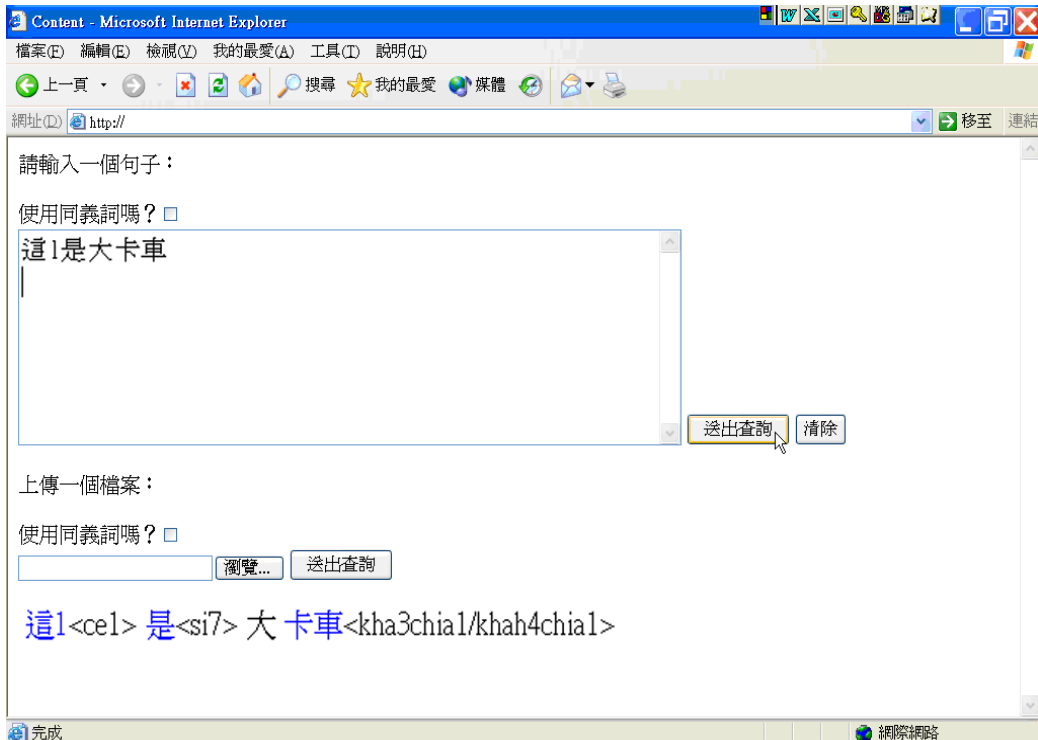 Content - Microsoft Internet Explorer
檔案(F) 編輯(E) 檢視(V) 我的最愛(A) 工具(T) 說明(H)
上一頁 搜尋 我的最愛 媒體
網址(D) http:// 移至 連結
請輸入一個句子：
使用同義詞嗎？
這1是大卡車
送出查詢 清除
上傳一個檔案：
使用同義詞嗎？
瀏覽... 送出查詢
這1<ce1> 是<si7> 大 卡車<kha3chia1/khah4chia1>
完成 網際網路